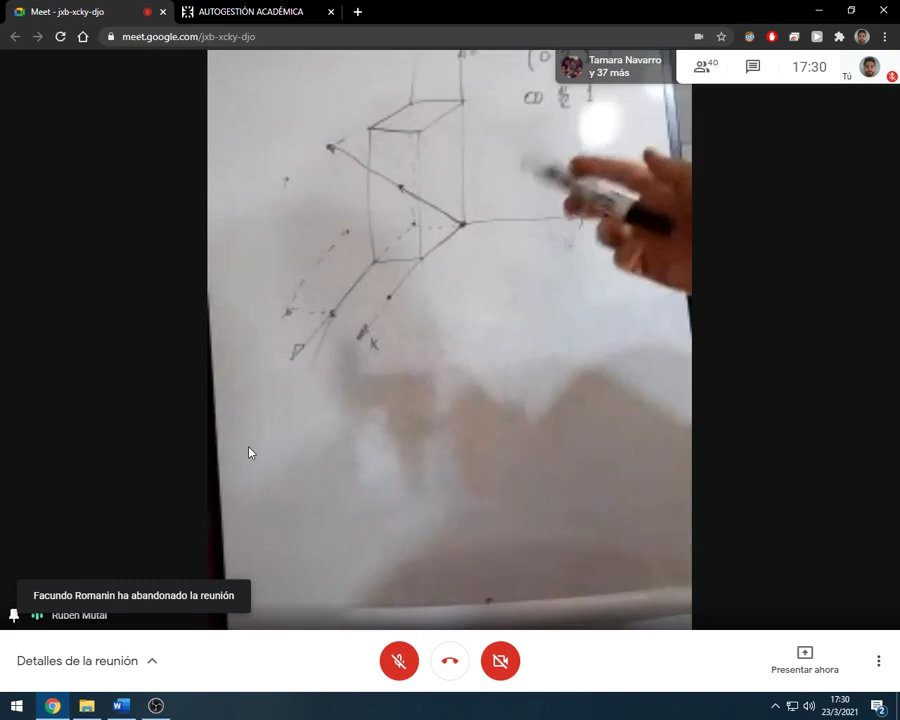 Meet - jxb-xcky-djo
AUTOGESTIÓN ACADÉMICA
meet.google.com/jxb-xcky-djo
Tamara Navarro
y 37 más
40
17:30
Tú
1
K
Facundo Romanin ha abandonado la reunión
Ruben Mutal
Detalles de la reunión
Presentar ahora
17:30
23/3/2021
2